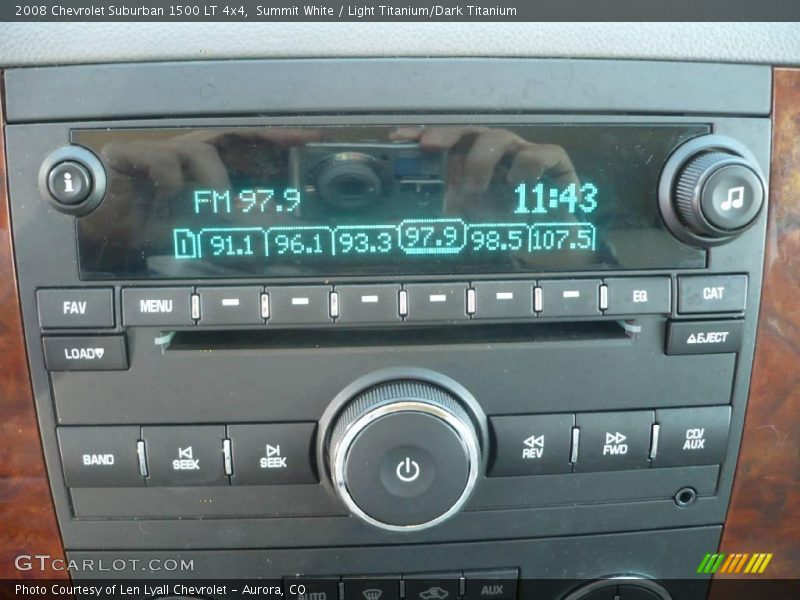 2008 Chevrolet Suburban 1500 LT 4x4, Summit White / Light Titanium/Dark Titanium
i
FM 97.9 11:43
1 91.1 96.1 93.3 97.9 98.5 107.5
FAV MENU EQ CAT
LOAD EJECT
BAND SEEK SEEK REV FWD CD/AUX
AUTO AUX
GTCARLOT.COM
Photo Courtesy of Len Lyall Chevrolet - Aurora, CO